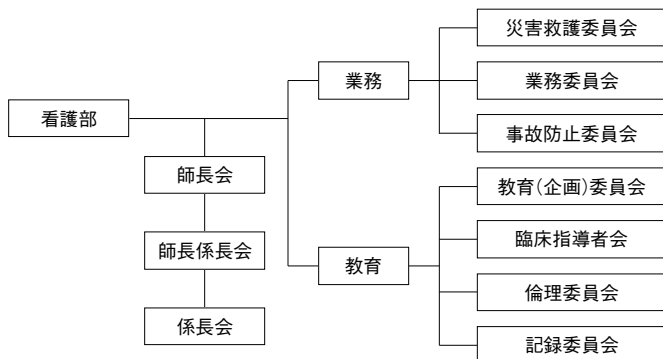 看護部
師長会
師長係長会
係長会
業務
災害救護委員会
業務委員会
事故防止委員会
教育
教育(企画)委員会
臨床指導者会
倫理委員会
記録委員会